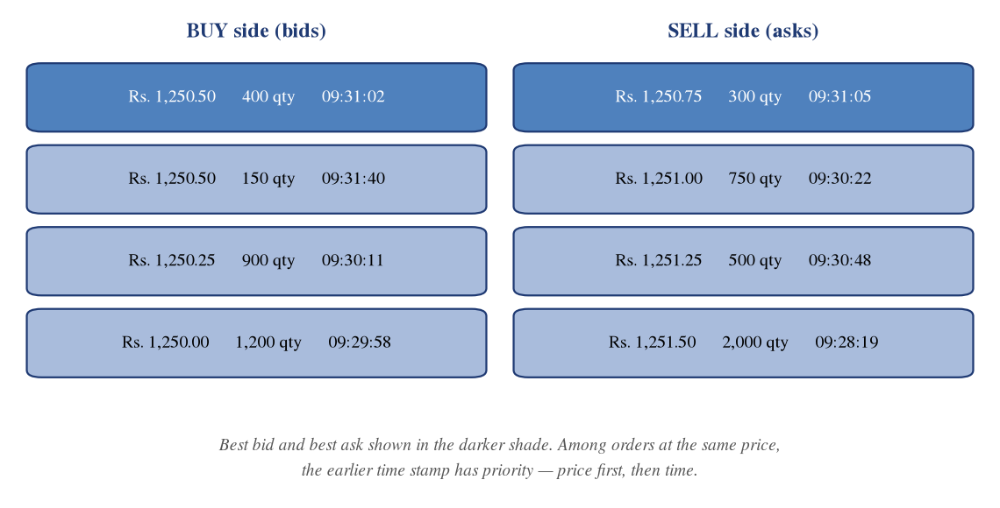 BUY side (bids)
Rs. 1,250.50 400 qty 09:31:02
Rs. 1,250.50 150 qty 09:31:40
Rs. 1,250.25 900 qty 09:30:11
Rs. 1,250.00 1,200 qty 09:29:58
SELL side (asks)
Rs. 1,250.75 300 qty 09:31:05
Rs. 1,251.00 750 qty 09:30:22
Rs. 1,251.25 500 qty 09:30:48
Rs. 1,251.50 2,000 qty 09:28:19
Best bid and best ask shown in the darker shade. Among orders at the same price,
the earlier time stamp has priority — price first, then time.